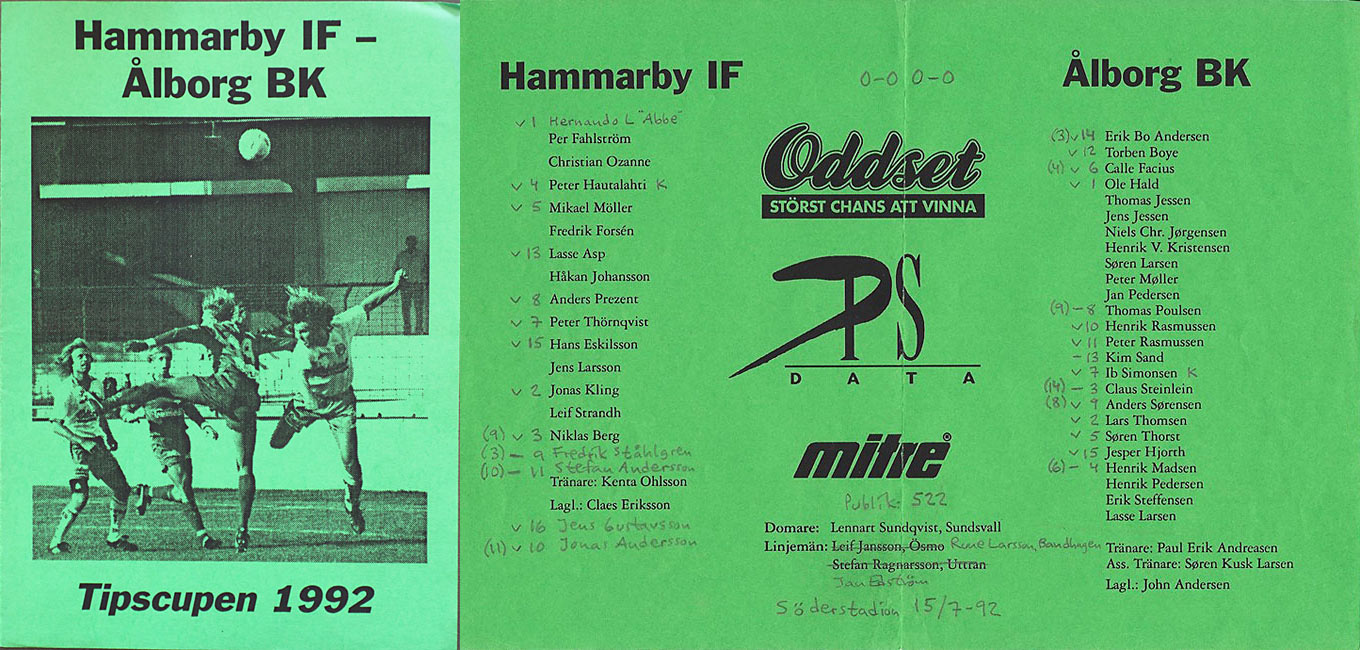 Hammarby IF –
Ålborg BK
Tipscupen 1992
Hammarby IF
✓ 1 Hernando L "Abbe"
Per Fahlström
Christian Ozanne
✓ 4 Peter Hautalahti K
✓ 5 Mikael Möller
Fredrik Forsén
✓ 13 Lasse Asp
Håkan Johansson
✓ 8 Anders Prezent
✓ 7 Peter Thörnqvist
✓ 15 Hans Eskilsson
Jens Larsson
✓ 2 Jonas Kling
Leif Strandh
(9) ✓ 3 Niklas Berg
(3) – 9 Fredrik Ståhlgren
(10) – 11 Stefan Andersson
Tränare: Kenta Ohlsson
Lagl.: Claes Eriksson
✓ 16 Jens Gustavsson
(11) ✓ 10 Jonas Andersson
0-0 0-0
Oddset
STÖRST CHANS ATT VINNA
PS
DATA
mitre®
Publik: 522
Domare: Lennart Sundqvist, Sundsvall
Linjemän: Leif Jansson, Ösmo Rune Larsson, Bandhagen
Stefan Ragnarsson, Uttran
Jan Edström
Söderstadion 15/7-92
Ålborg BK
(3) ✓ 14 Erik Bo Andersen
✓ 12 Torben Boye
(4) ✓ 6 Calle Facius
✓ 1 Ole Hald
Thomas Jessen
Jens Jessen
Niels Chr. Jørgensen
Henrik V. Kristensen
Søren Larsen
Peter Møller
Jan Pedersen
(9) – 8 Thomas Poulsen
✓ 10 Henrik Rasmussen
✓ 11 Peter Rasmussen
– 13 Kim Sand
✓ 7 Ib Simonsen K
(14) – 3 Claus Steinlein
(8) ✓ 9 Anders Sørensen
✓ 2 Lars Thomsen
✓ 5 Søren Thorst
✓ 15 Jesper Hjorth
(6) – 4 Henrik Madsen
Henrik Pedersen
Erik Steffensen
Lasse Larsen
Tränare: Paul Erik Andreasen
Ass. Tränare: Søren Kusk Larsen
Lagl.: John Andersen